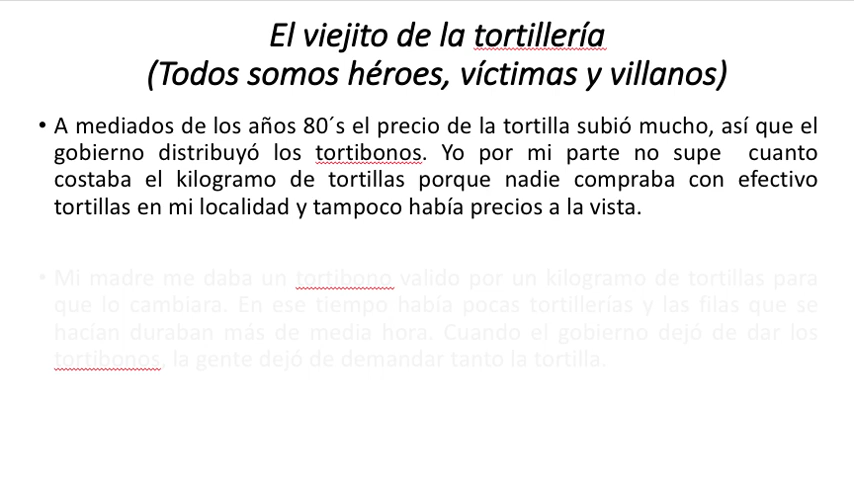 El viejito de la tortillería
(Todos somos héroes, víctimas y villanos)
• A mediados de los años 80´s el precio de la tortilla subió mucho, así que el
gobierno distribuyó los tortibonos. Yo por mi parte no supe cuanto
costaba el kilogramo de tortillas porque nadie compraba con efectivo
tortillas en mi localidad y tampoco había precios a la vista.
• Mi madre me daba un tortibono valido por un kilogramo de tortillas para
que lo cambiara. En ese tiempo había pocas tortillerías y las filas que se
hacían duraban más de media hora. Cuando el gobierno dejó de dar los
tortibonos, la gente dejó de demandar tanto la tortilla.